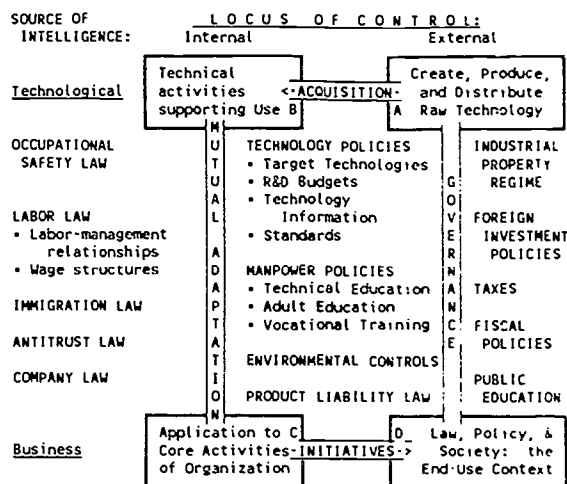 SOURCE OF
INTELLIGENCE:
LOCUS OF CONTROL:
Internal
External
Technological
Technical
activities
supporting Use B
<-ACQUISITION-
Create, Produce,
and Distribute
A Raw Technology
MUTUAL ADAPTATION
OCCUPATIONAL
SAFETY LAW
LABOR LAW
• Labor-management
relationships
• Wage structures
IMMIGRATION LAW
ANTITRUST LAW
COMPANY LAW
TECHNOLOGY POLICIES
• Target Technologies
• R&D Budgets
• Technology
Information
• Standards
MANPOWER POLICIES
• Technical Education
• Adult Education
• Vocational Training
ENVIRONMENTAL CONTROLS
PRODUCT LIABILITY LAW
GOVERNANCE
INDUSTRIAL
PROPERTY
REGIME
FOREIGN
INVESTMENT
POLICIES
TAXES
FISCAL
POLICIES
PUBLIC
EDUCATION
Business
Application to C
Core Activities
of Organization
-INITIATIVES->
D Law, Policy, &
Society: the
End-Use Context